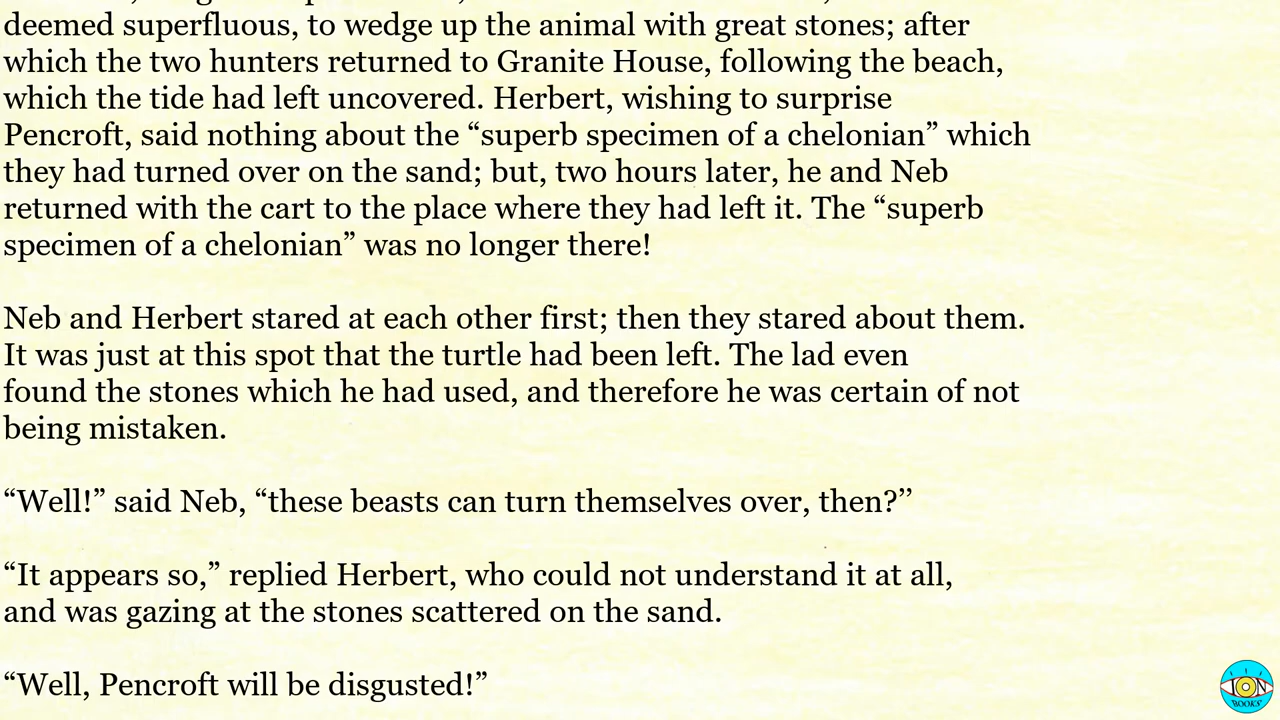 deemed superfluous, to wedge up the animal with great stones; after
which the two hunters returned to Granite House, following the beach,
which the tide had left uncovered. Herbert, wishing to surprise
Pencroft, said nothing about the “superb specimen of a chelonian” which
they had turned over on the sand; but, two hours later, he and Neb
returned with the cart to the place where they had left it. The “superb
specimen of a chelonian” was no longer there!
Neb and Herbert stared at each other first; then they stared about them.
It was just at this spot that the turtle had been left. The lad even
found the stones which he had used, and therefore he was certain of not
being mistaken.
“Well!” said Neb, “these beasts can turn themselves over, then?’’
“It appears so,” replied Herbert, who could not understand it at all,
and was gazing at the stones scattered on the sand.
“Well, Pencroft will be disgusted!”
ION
BOOKS